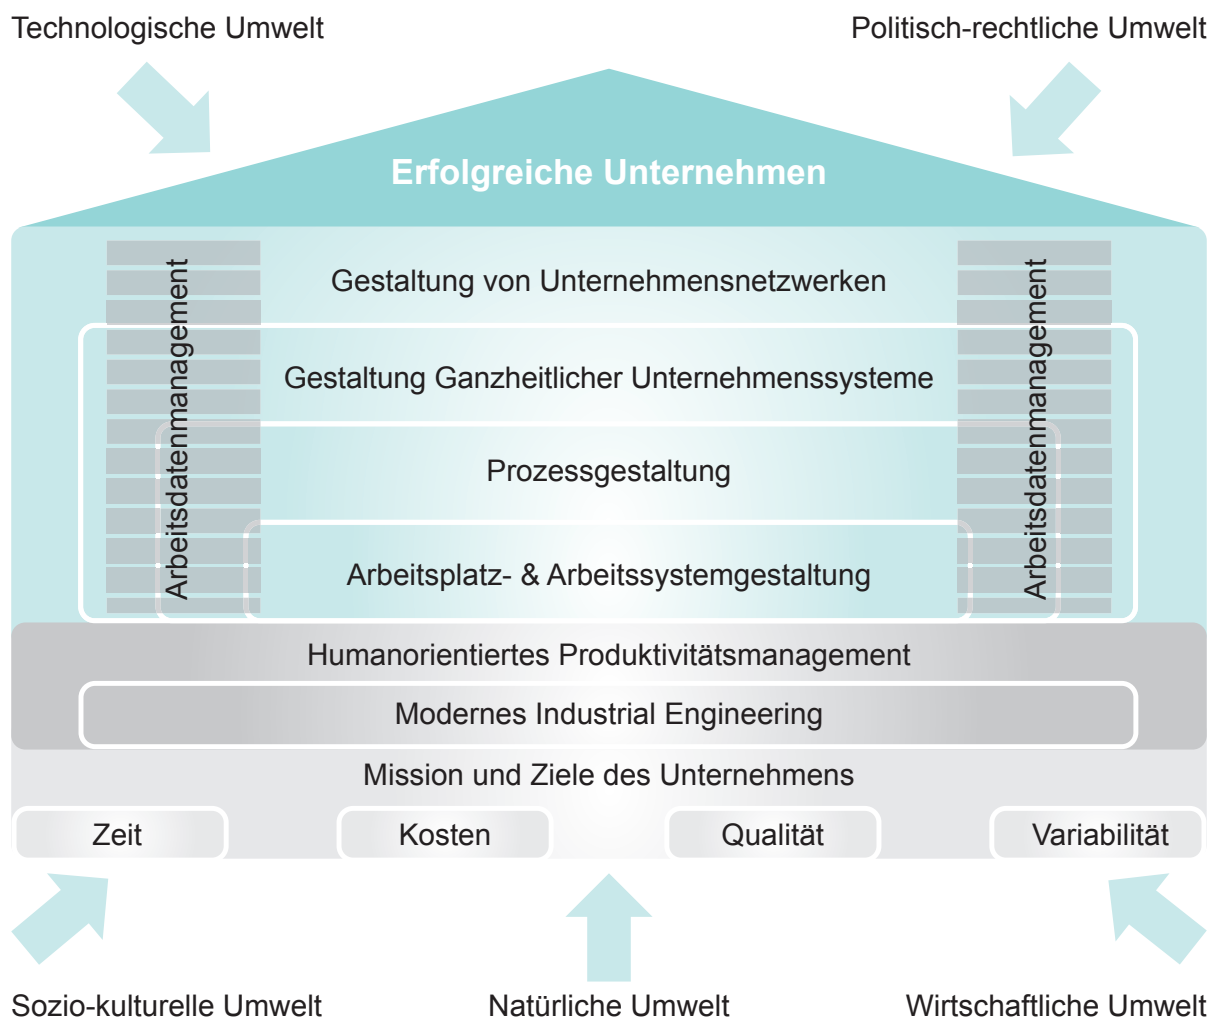 Technologische Umwelt
Politisch-rechtliche Umwelt
Erfolgreiche Unternehmen
Arbeitsdatenmanagement
Gestaltung von Unternehmensnetzwerken
Gestaltung Ganzheitlicher Unternehmenssysteme
Prozessgestaltung
Arbeitsplatz- & Arbeitssystemgestaltung
Arbeitsdatenmanagement
Humanorientiertes Produktivitätsmanagement
Modernes Industrial Engineering
Mission und Ziele des Unternehmens
Zeit
Kosten
Qualität
Variabilität
Sozio-kulturelle Umwelt
Natürliche Umwelt
Wirtschaftliche Umwelt